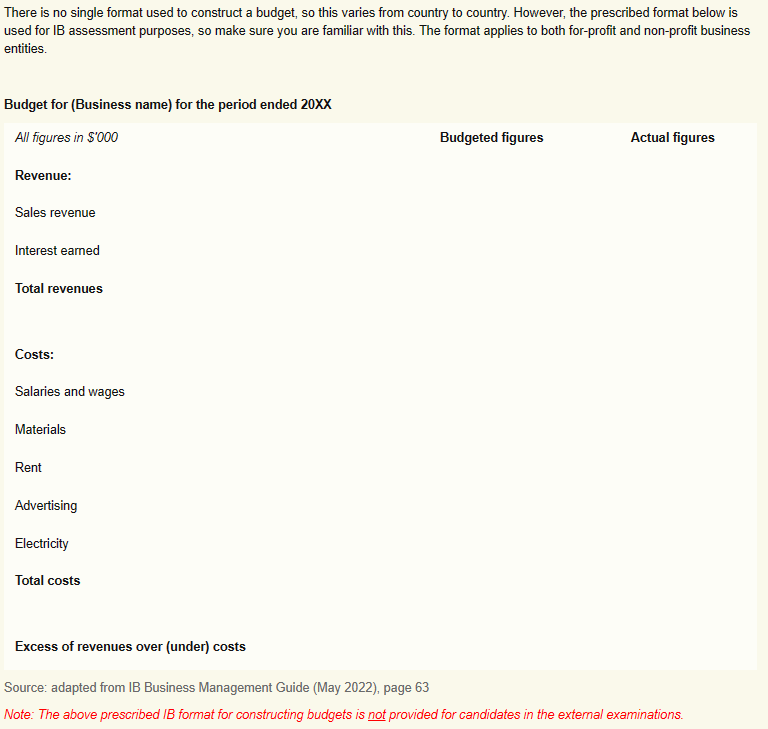 There is no single format used to construct a budget, so this varies from country to country. However, the prescribed format below is
used for IB assessment purposes, so make sure you are familiar with this. The format applies to both for-profit and non-profit business
entities.
Budget for (Business name) for the period ended 20XX
All figures in $'000 Budgeted figures Actual figures
Revenue:
Sales revenue
Interest earned
Total revenues
Costs:
Salaries and wages
Materials
Rent
Advertising
Electricity
Total costs
Excess of revenues over (under) costs
Source: adapted from IB Business Management Guide (May 2022), page 63
Note: The above prescribed IB format for constructing budgets is not provided for candidates in the external examinations.